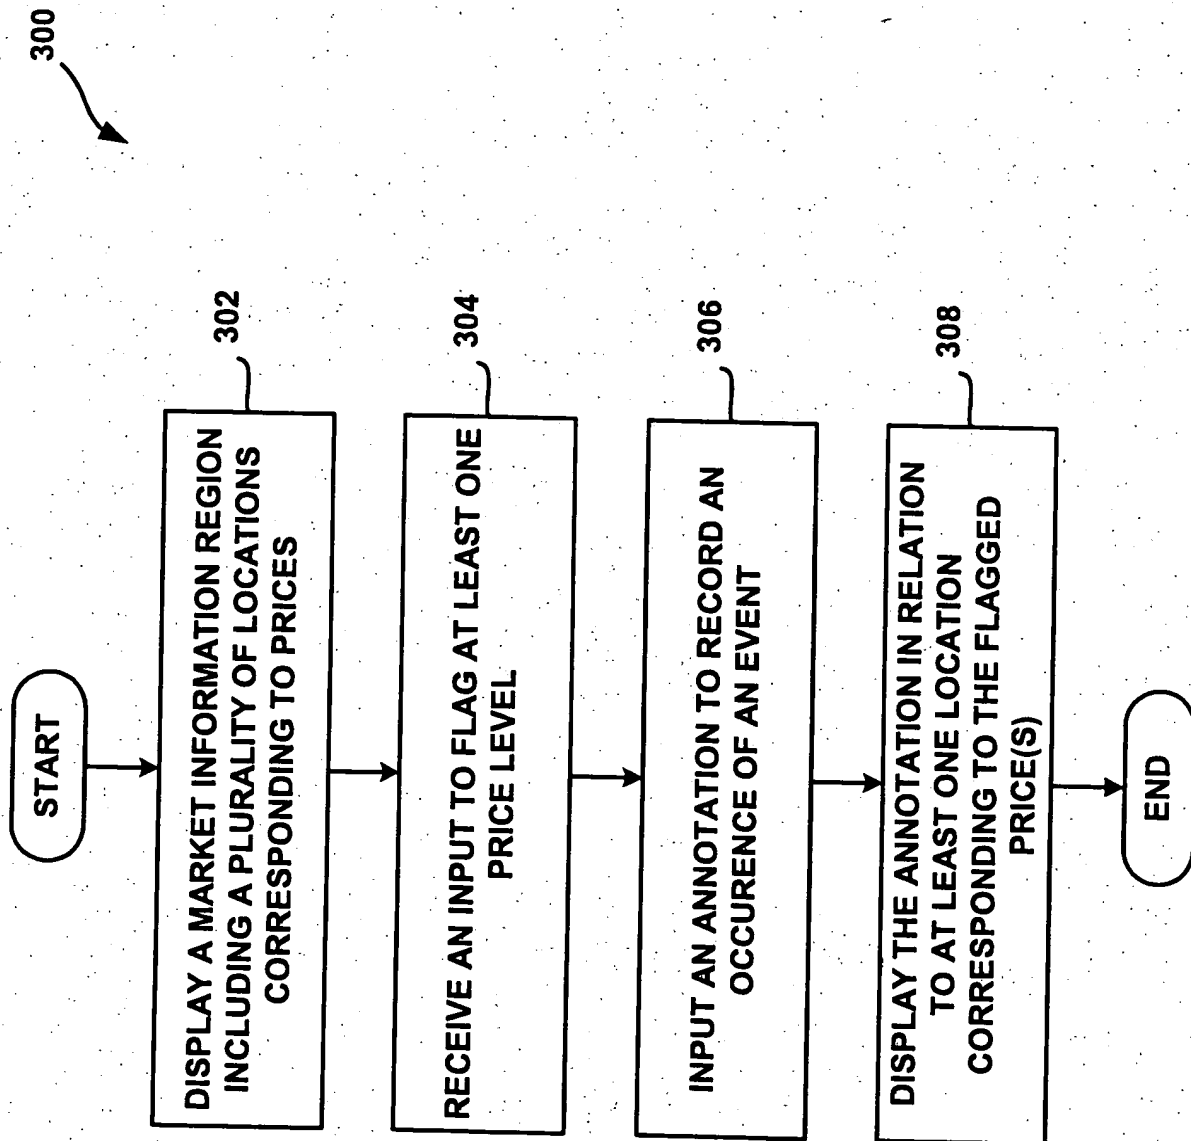 300
START
DISPLAY A MARKET INFORMATION REGION
INCLUDING A PLURALITY OF LOCATIONS
CORRESPONDING TO PRICES
302
RECEIVE AN INPUT TO FLAG AT LEAST ONE
PRICE LEVEL
304
INPUT AN ANNOTATION TO RECORD AN
OCCURENCE OF AN EVENT
306
DISPLAY THE ANNOTATION IN RELATION
TO AT LEAST ONE LOCATION
CORRESPONDING TO THE FLAGGED
PRICE(S)
308
END